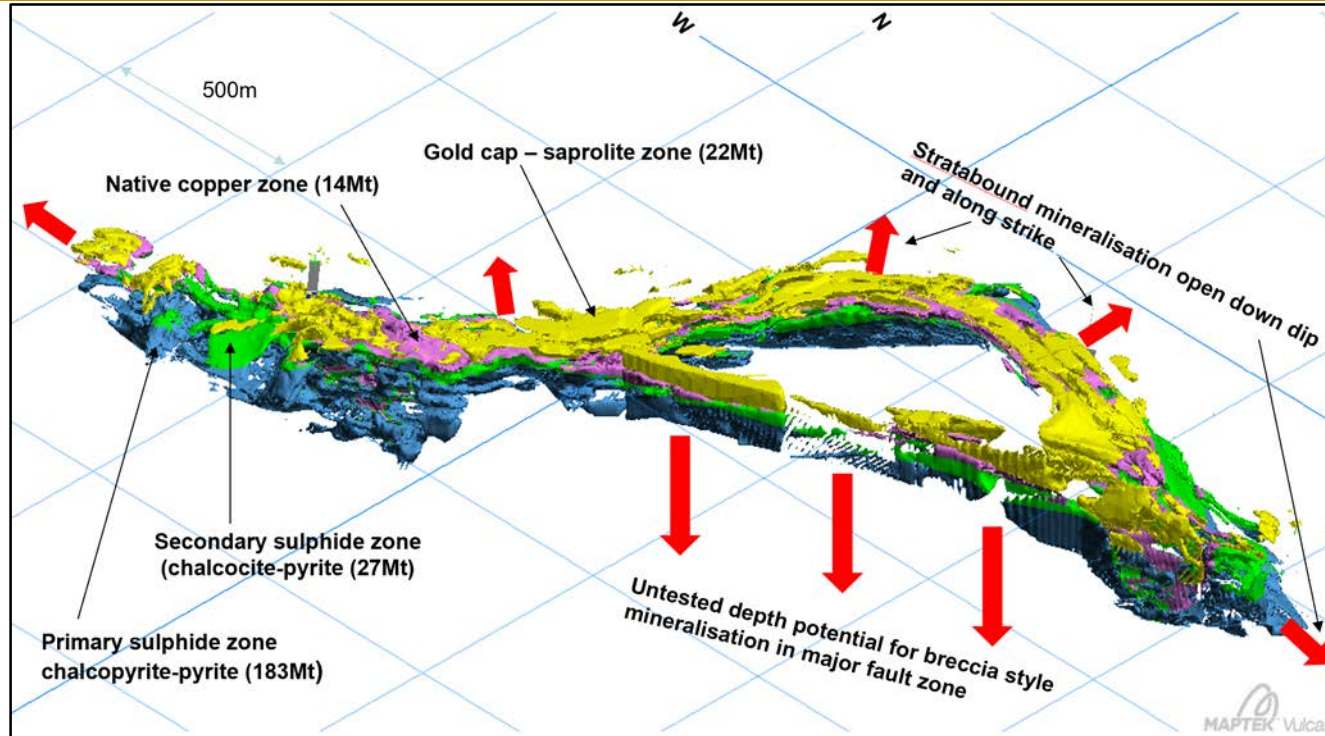 W
N
500m
Gold cap – saprolite zone (22Mt)
Native copper zone (14Mt)
Stratabound mineralisation open down dip
and along strike
Secondary sulphide zone
(chalcocite-pyrite (27Mt)
Primary sulphide zone
chalcopyrite-pyrite (183Mt)
Untested depth potential for breccia style
mineralisation in major fault zone
MAPTEK Vulca